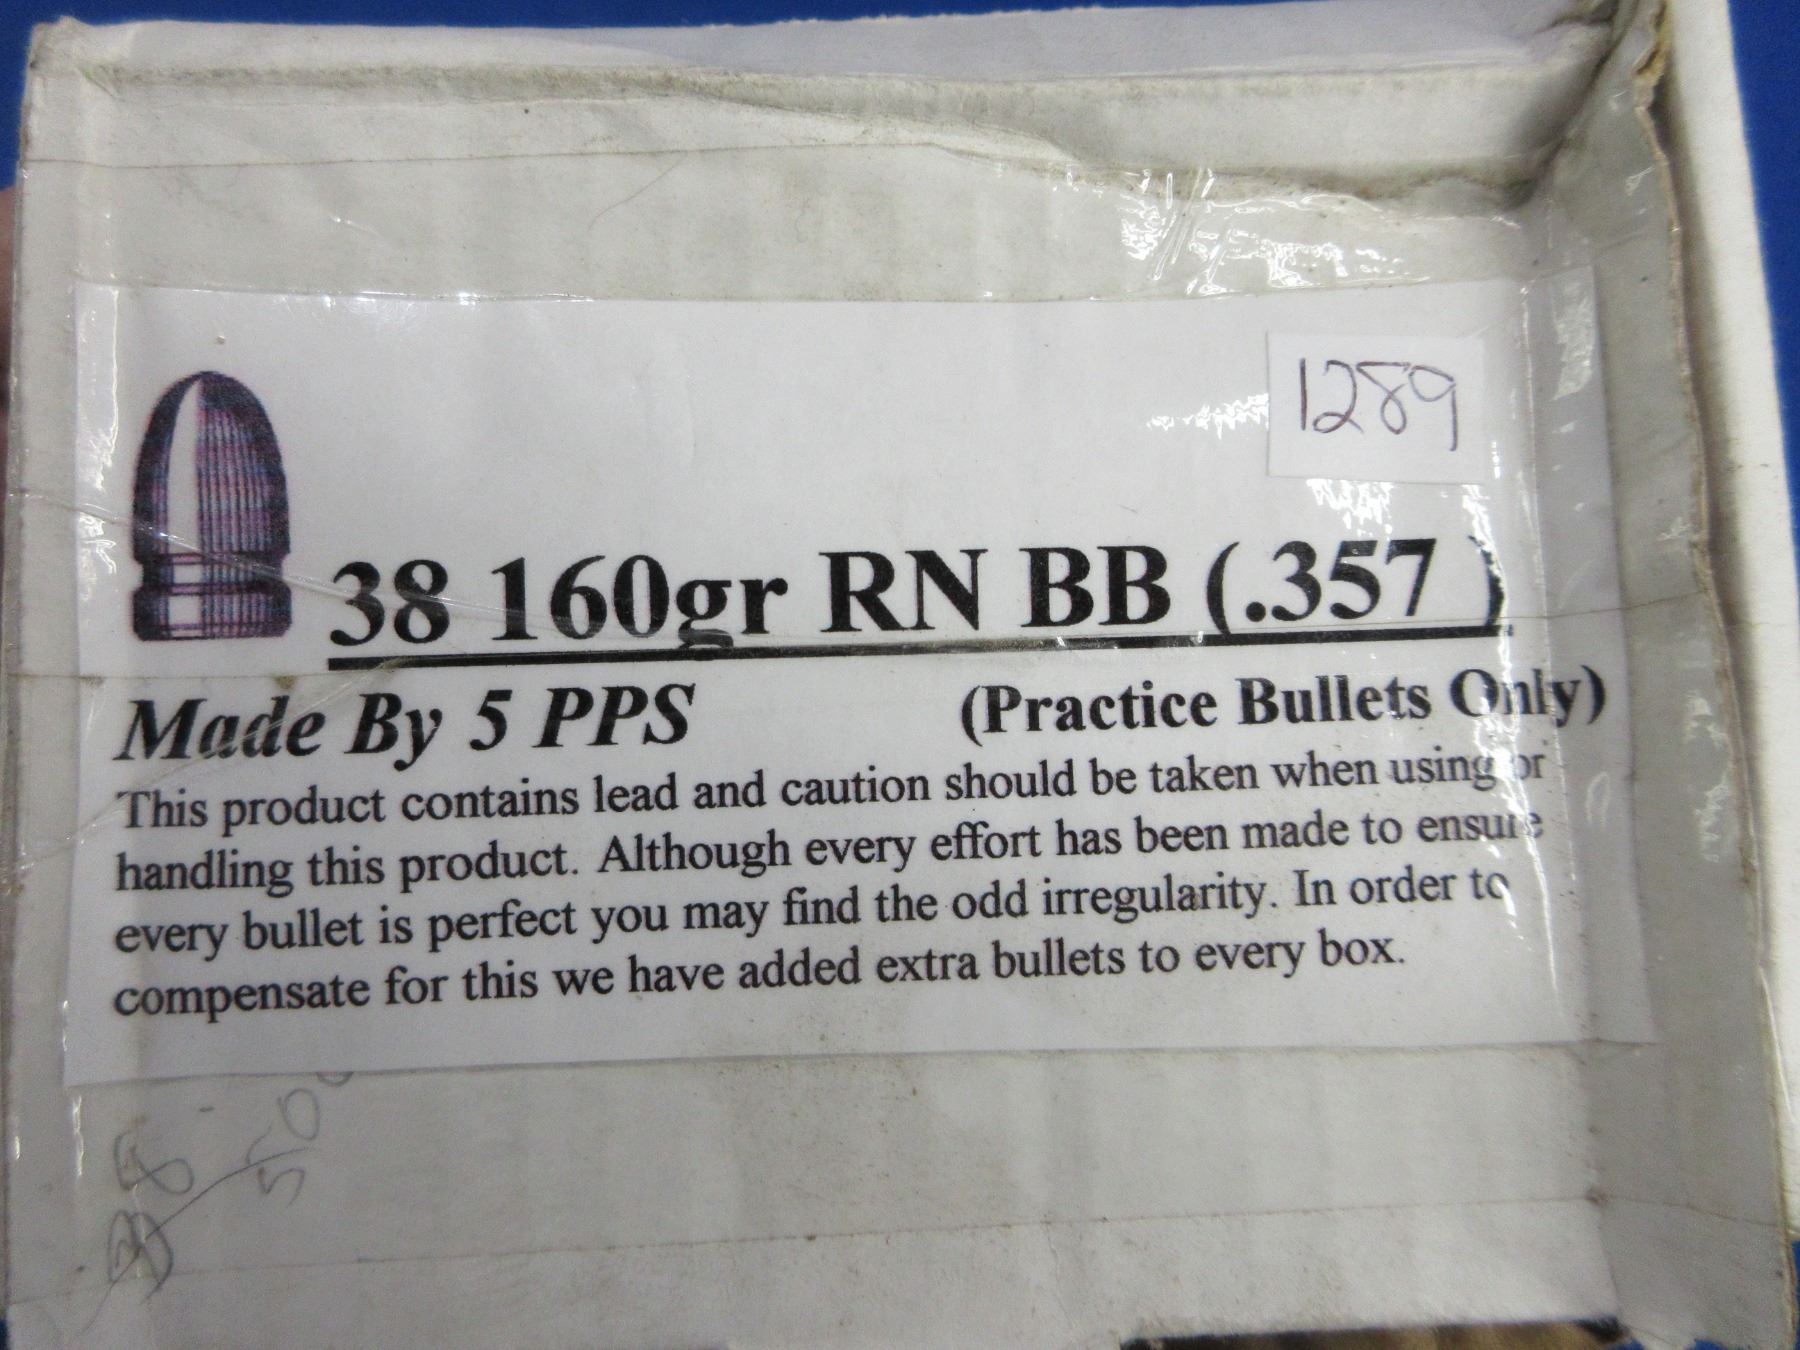 1289
38 160gr RN BB (.357 )
Made By 5 PPS (Practice Bullets Only)
This product contains lead and caution should be taken when using or
handling this product. Although every effort has been made to ensure
every bullet is perfect you may find the odd irregularity. In order to
compensate for this we have added extra bullets to every box.
500